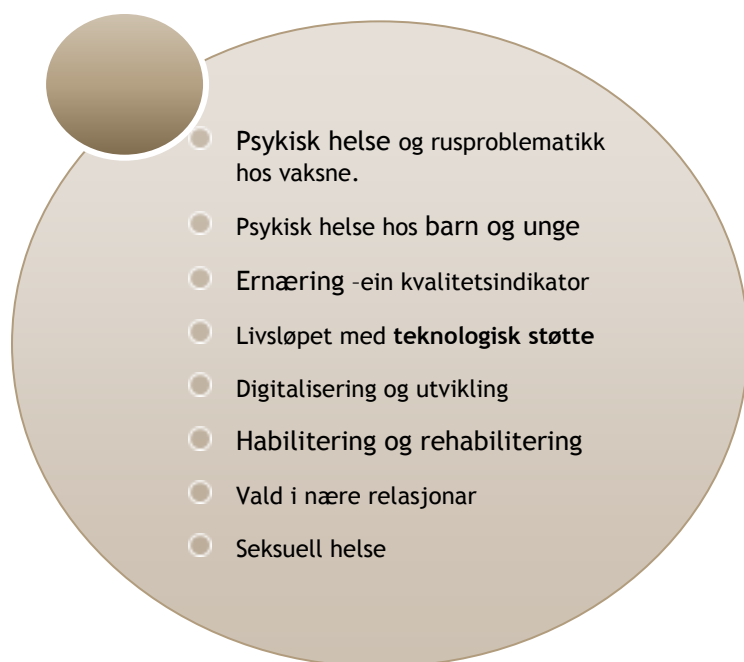 Psykisk helse og rusproblematikk
hos vaksne.
Psykisk helse hos barn og unge
Ernæring –ein kvalitetsindikator
Livsløpet med teknologisk støtte
Digitalisering og utvikling
Habilitering og rehabilitering
Vald i nære relasjonar
Seksuell helse